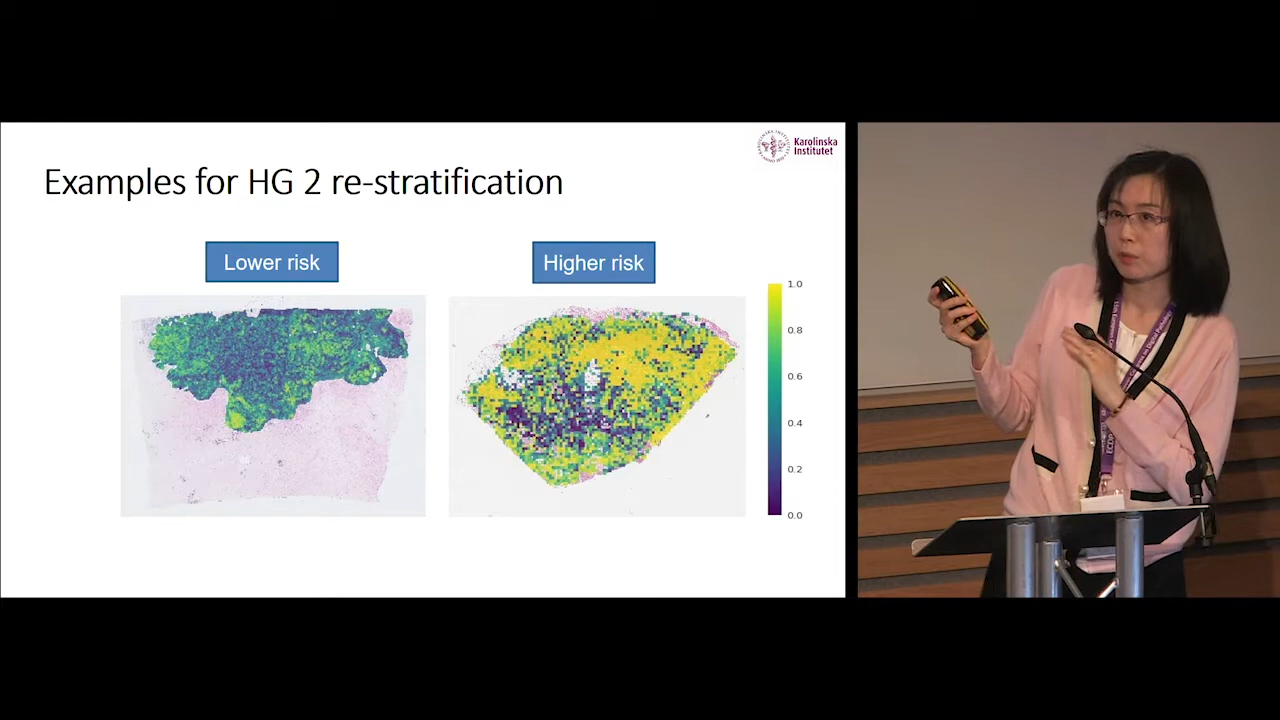 Karolinska
Institutet
Examples for HG 2 re-stratification
Lower risk
Higher risk
1.0
0.8
0.6
0.4
0.2
0.0